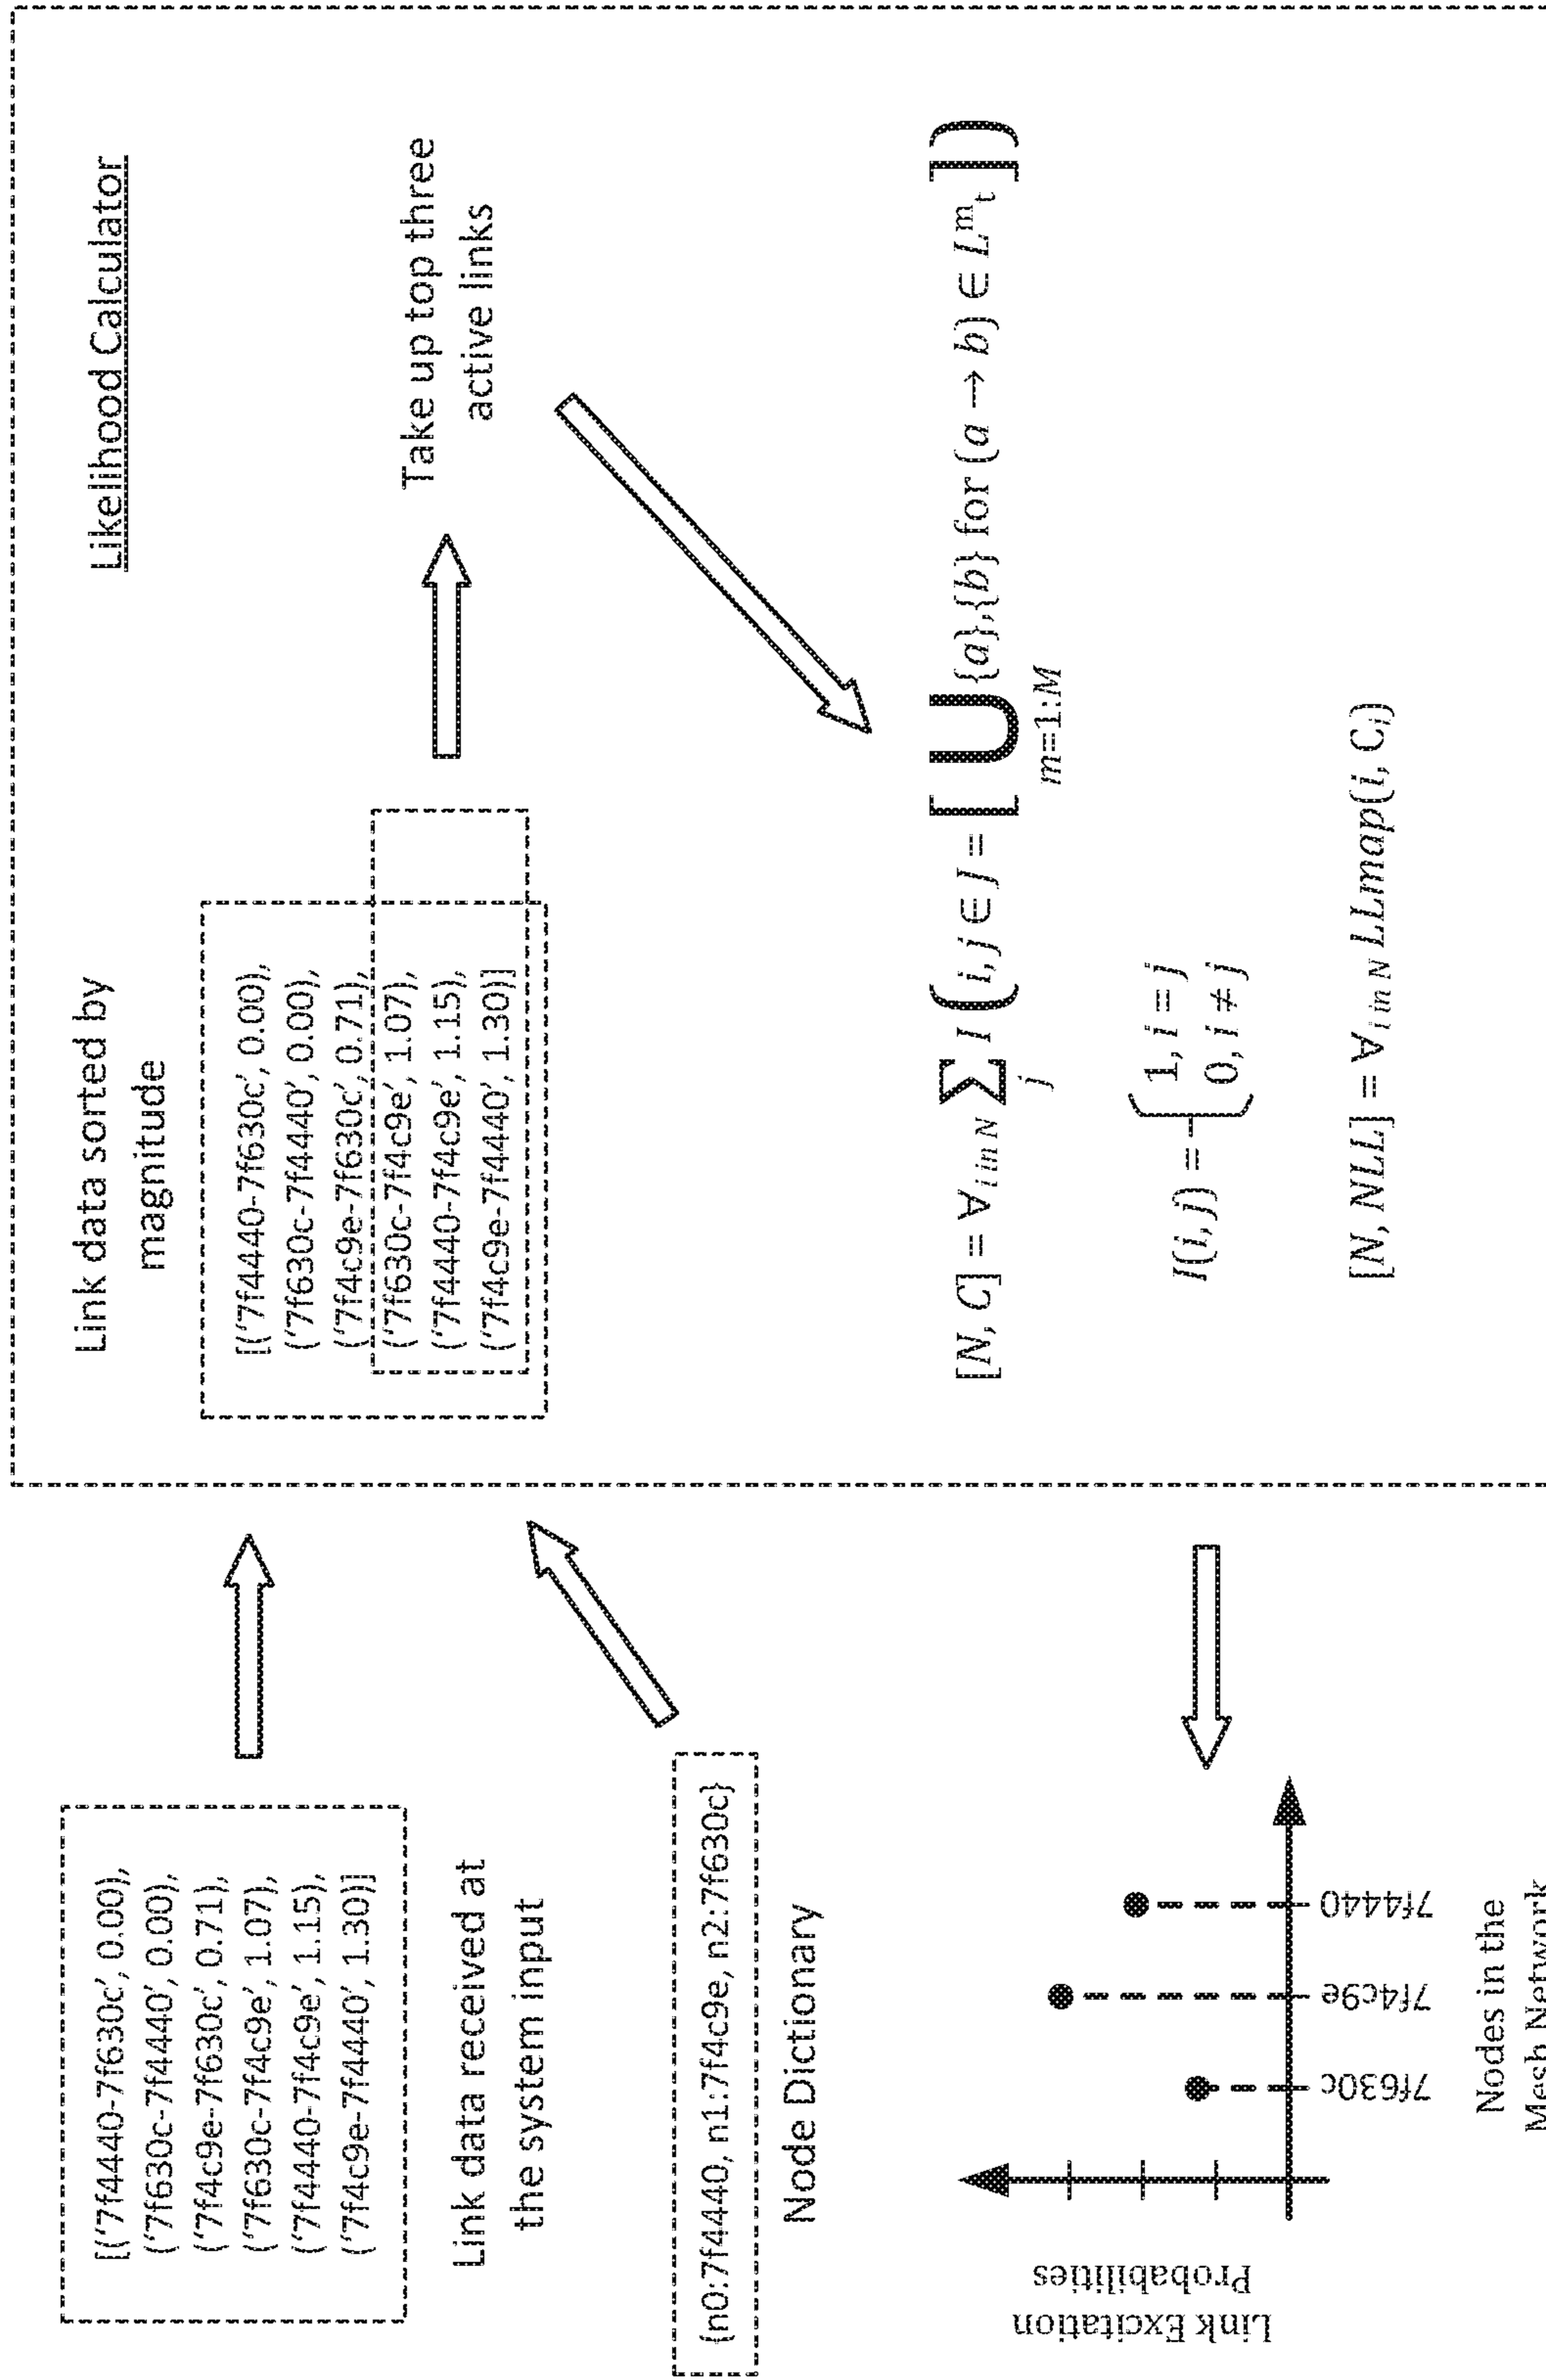 [('7f4440-7f630c', 0.00),
('7f630c-7f4440', 0.00),
('7f4c9e-7f630c', 0.71),
('7f630c-7f4c9e', 1.07),
('7f4440-7f4c9e', 1.15),
('7f4c9e-7f4440', 1.30)]
Link data received at
the system input
{n0:7f4440, n1:7f4c9e, n2:7f630c}
Node Dictionary
Link Excitation
Probabilities
7f630c
7f4c9e
7f4440
Nodes in the
Mesh Network
Likelihood Calculator
Link data sorted by
magnitude
[('7f4440-7f630c', 0.00),
('7f630c-7f4440', 0.00),
('7f4c9e-7f630c', 0.71),
('7f630c-7f4c9e', 1.07),
('7f4440-7f4c9e', 1.15),
('7f4c9e-7f4440', 1.30)]
Take up top three
active links
[N, C] = ∀i in N ∑j I(i, j ∈ J = [⋃m=1:M {a},{b} for (a → b) ∈ Lᵐt])
I(i, j) = { 1, i = j
0, i ≠ j
[N, NLL] = ∀i in N LLmap(i, Ci)